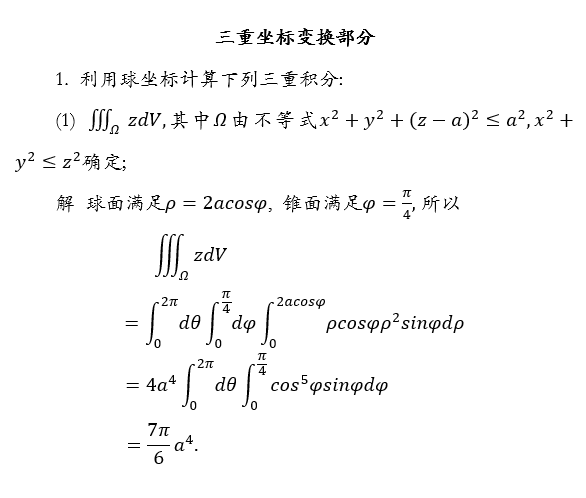 三重坐标变换部分
1. 利用球坐标计算下列三重积分:
(1) ∭_Ω zdV,其中Ω由不等式x² + y² + (z − a)² ≤ a², x² +
y² ≤ z²确定;
解 球面满足ρ = 2acosφ, 锥面满足φ = π/4, 所以
∭_Ω zdV
= ∫_0^{2π} dθ ∫_0^{π/4} dφ ∫_0^{2acosφ} ρcosφρ²sinφdρ
= 4a⁴ ∫_0^{2π} dθ ∫_0^{π/4} cos⁵φsinφdφ
= 7π/6 a⁴.